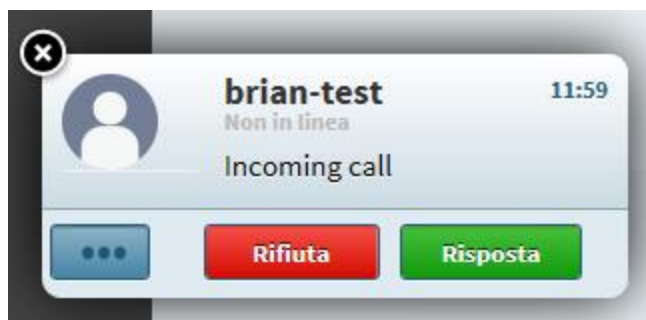 brian-test
11:59
Non in linea
Incoming call
Rifiuta
Risposta